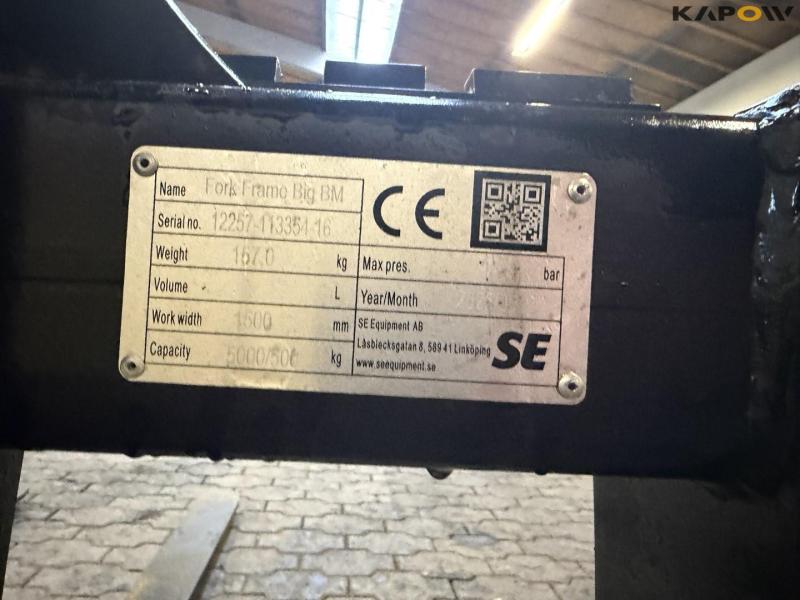 KAPOW
Name Fork Frame Big BM
Serial no. 12257-113354-16
Weight 157.0 kg
Volume L
Work width 1500 mm
Capacity kg
CE
Max pres. bar
Year/Month
SE Equipment AB
Låsblecksgatan 8, 589 41 Linköping
www.seequipment.se
SE